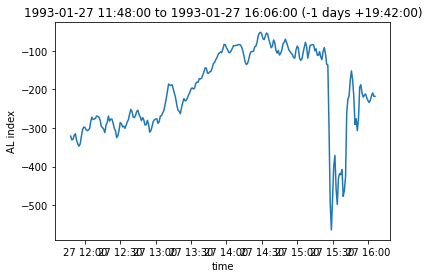 1993-01-27 11:48:00 to 1993-01-27 16:06:00 (-1 days +19:42:00)
−100
−200
−300
−400
−500
AL index
27 12:00 27 12:30 27 13:00 27 13:30 27 14:00 27 14:30 27 15:00 27 15:30 27 16:00
time